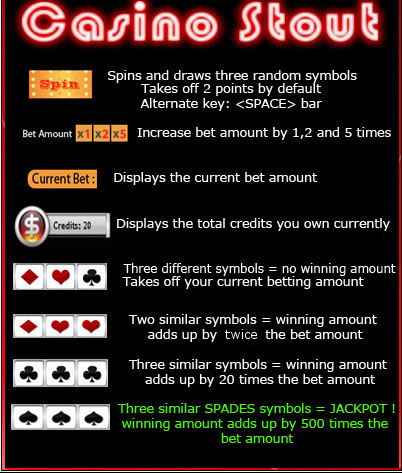 Casino Stout
Spin
Spins and draws three random symbols
Takes off 2 points by default
Alternate key: <SPACE> bar
Bet Amount x1 x2 x5
Increase bet amount by 1,2 and 5 times
Current Bet :
Displays the current bet amount
$ Credits: 20
Displays the total credits you own currently
Three different symbols = no winning amount
Takes off your current betting amount
Two similar symbols = winning amount
adds up by twice the bet amount
Three similar symbols = winning amount
adds up by 20 times the bet amount
Three similar SPADES symbols = JACKPOT !
winning amount adds up by 500 times the
bet amount